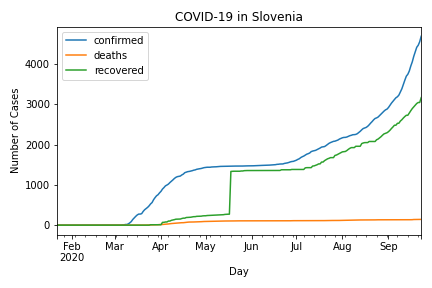 COVID-19 in Slovenia
confirmed
deaths
recovered
Number of Cases
4000
3000
2000
1000
0
Feb
2020
Mar
Apr
May
Jun
Jul
Aug
Sep
Day